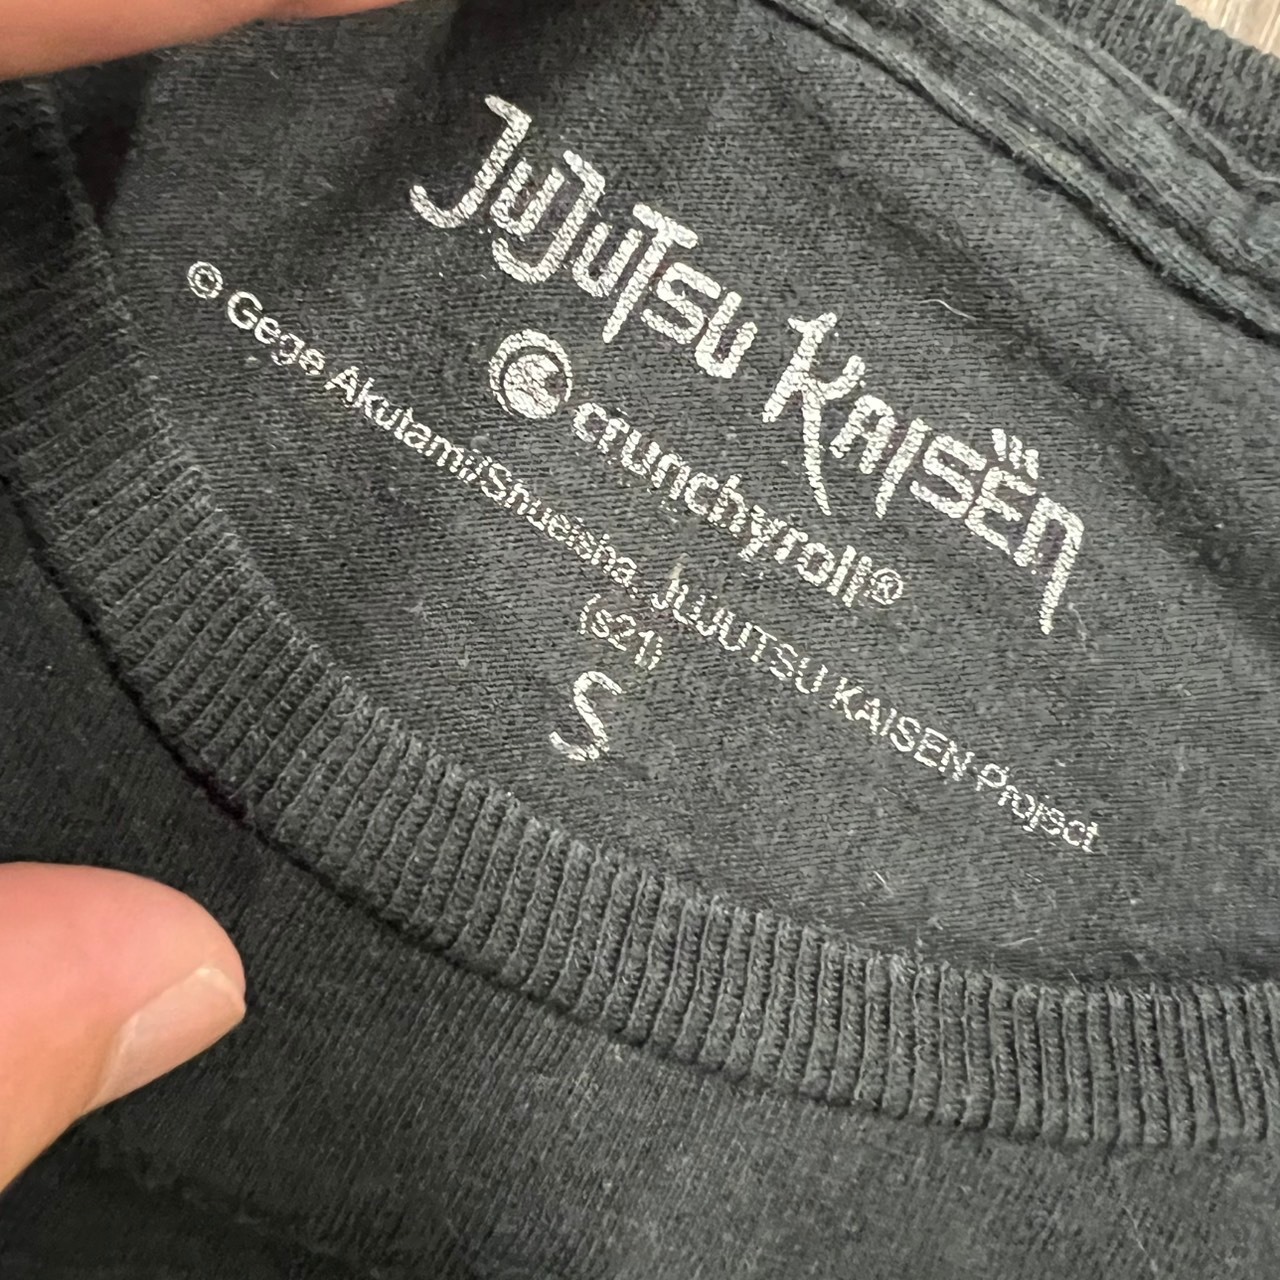 JUJUTSU KAISEN
crunchyroll®
© Gege Akutami/Shueisha, JUJUTSU KAISEN Project
(s21)
S